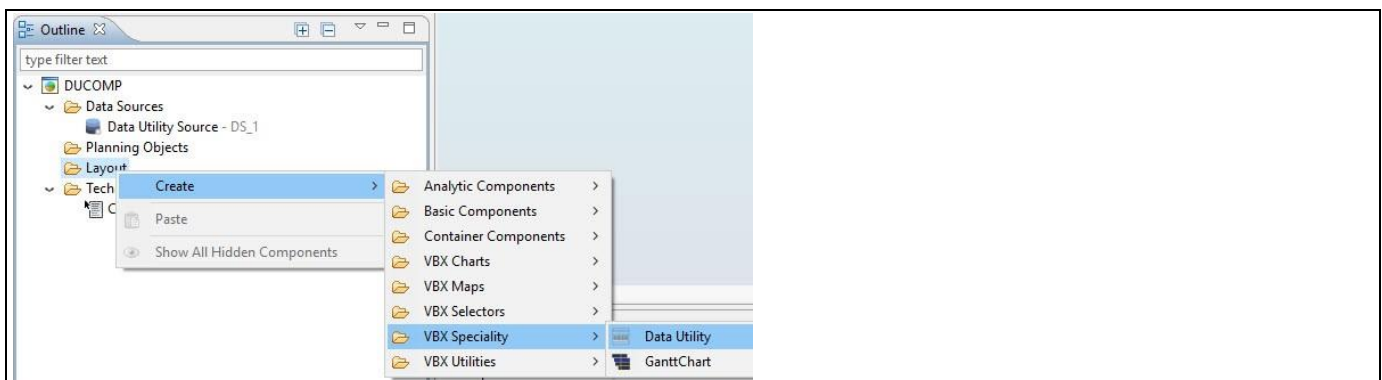 Outline
type filter text
DUCOMP
Data Sources
Data Utility Source - DS_1
Planning Objects
Layout
Tech
C
Create
Paste
Show All Hidden Components
Analytic Components
Basic Components
Container Components
VBX Charts
VBX Maps
VBX Selectors
VBX Speciality
VBX Utilities
Data Utility
GanttChart